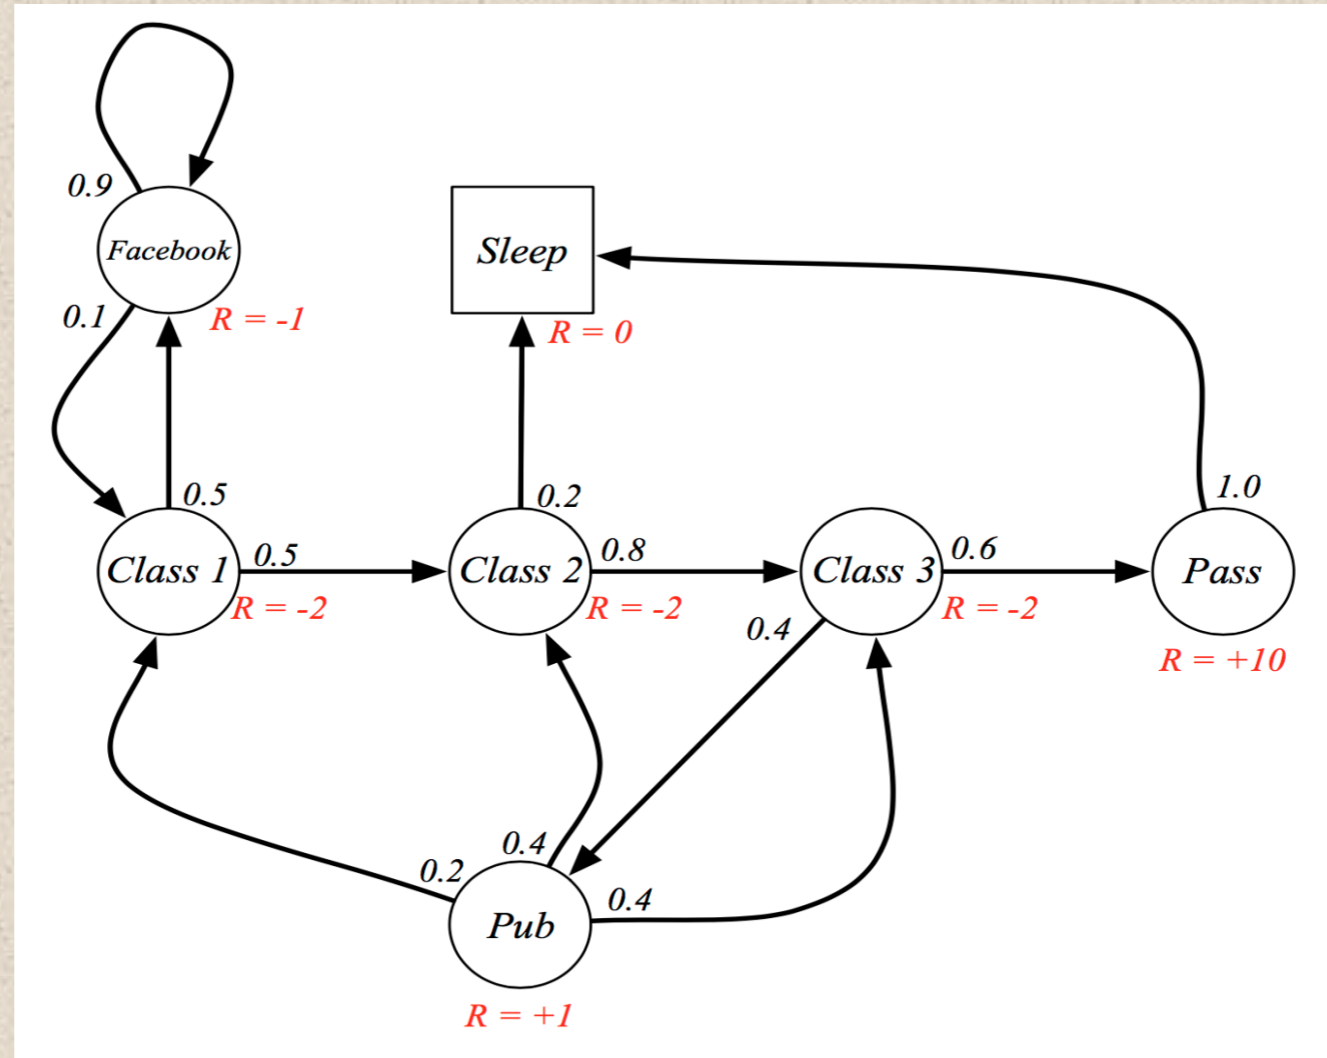 0.9
Facebook
0.1
R = -1
Sleep
R = 0
0.5
0.2
1.0
Class 1
0.5
R = -2
Class 2
0.8
R = -2
Class 3
0.6
R = -2
Pass
R = +10
0.4
0.4
0.2
0.4
Pub
R = +1